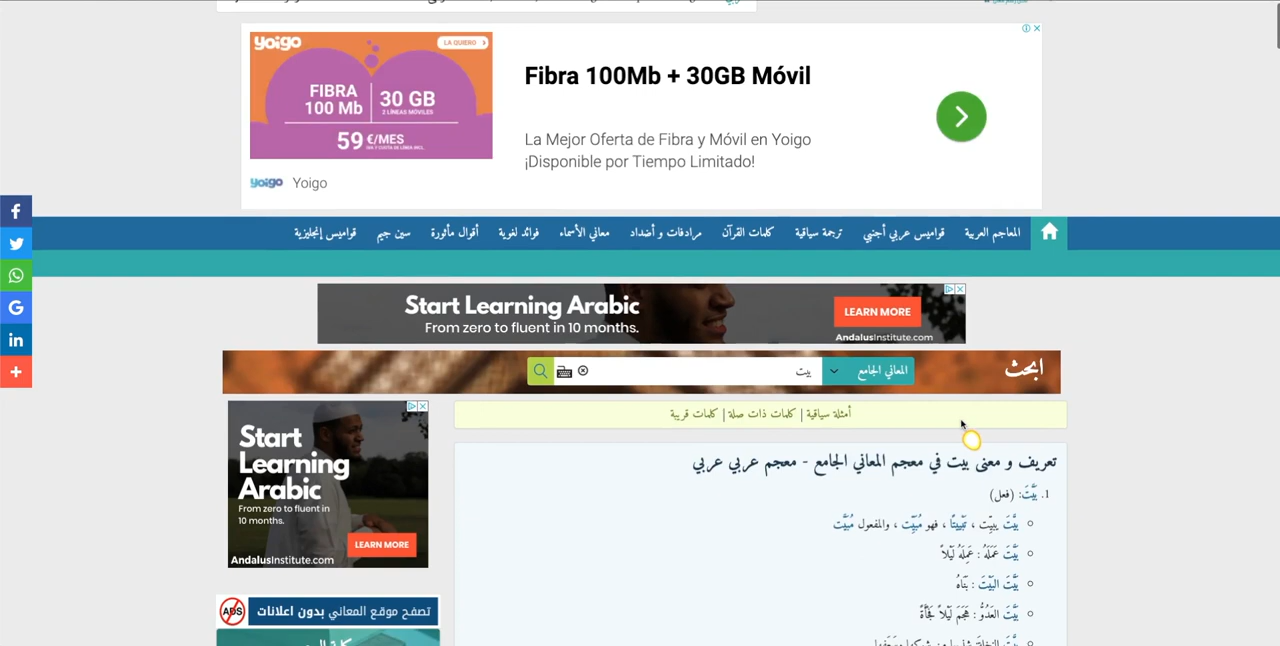 yoigo
LA QUIERO
FIBRA
100 Mb
30 GB
2 LÍNEAS MÓVILES
59 €/MES
Fibra 100Mb + 30GB Móvil
La Mejor Oferta de Fibra y Móvil en Yoigo
¡Disponible por Tiempo Limitado!
yoigo Yoigo
المعاجم العربية قواميس عربي أجنبي ترجمة سياقية كلمات القرآن مرادفات و أضداد معاني الأسماء فوائد لغوية أقوال مأثورة سين جيم قواميس إنجليزية
Start Learning Arabic
From zero to fluent in 10 months.
LEARN MORE
AndalusInstitute.com
ابحث
المعاني الجامع
بيت
أمثلة سياقية | كلمات ذات صلة | كلمات قريبة
Start
Learning
Arabic
From zero to fluent in
10 months.
LEARN MORE
AndalusInstitute.com
تعريف و معنى بيت في معجم المعاني الجامع - معجم عربي عربي
1. بَيَّتَ: (فعل)
بيَّتَ يبيِّت ، تَبْييتًا ، فهو مُبَيِّت ، والمفعول مُبَيَّت
بَيَّتَ عَمَلَهُ : عَمِلَهُ لَيْلاً
بَيَّتَ البَيْتَ : بَنَاهُ
بَيَّتَ العَدُوُّ : هَجَمَ لَيْلاً فَجْأَةً
ADS
تصفح موقع المعاني بدون اعلانات